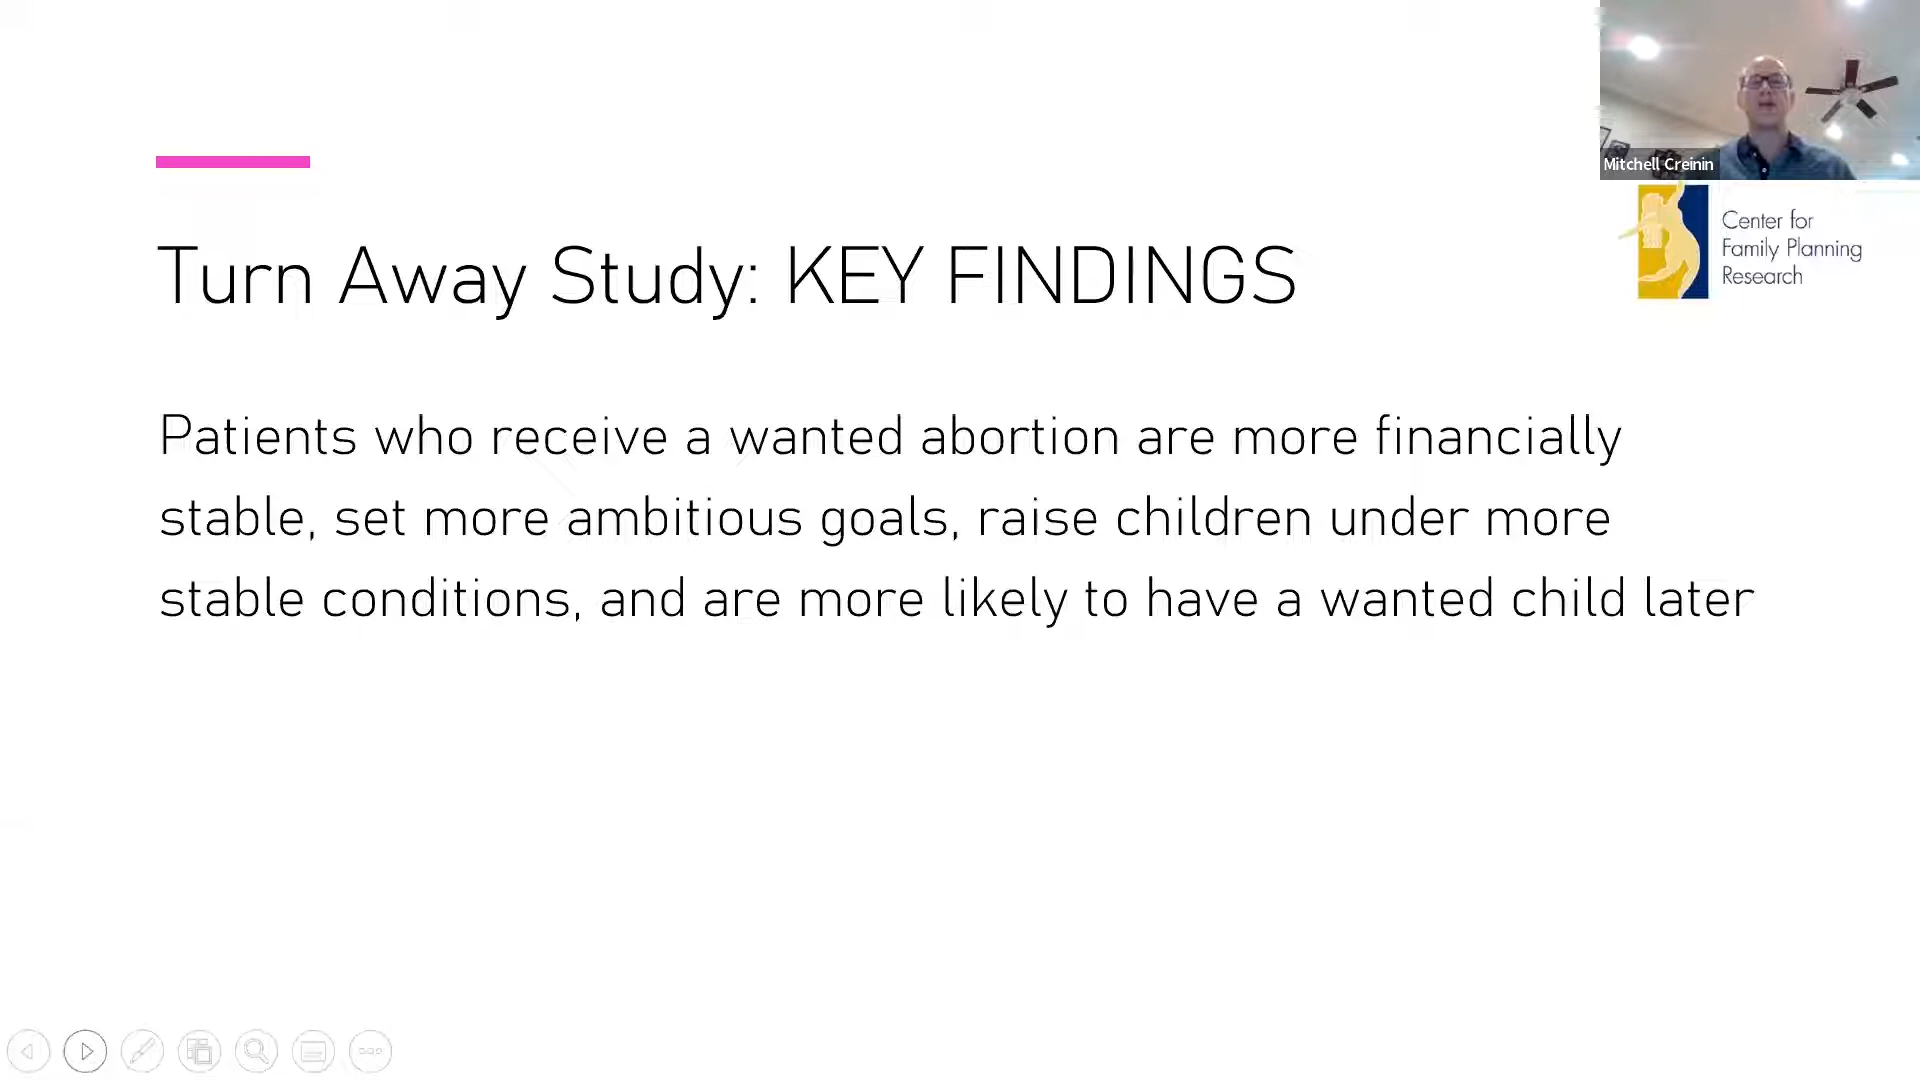 Mitchell Creinin
Center for
Family Planning
Research
Turn Away Study: KEY FINDINGS
Patients who receive a wanted abortion are more financially
stable, set more ambitious goals, raise children under more
stable conditions, and are more likely to have a wanted child later